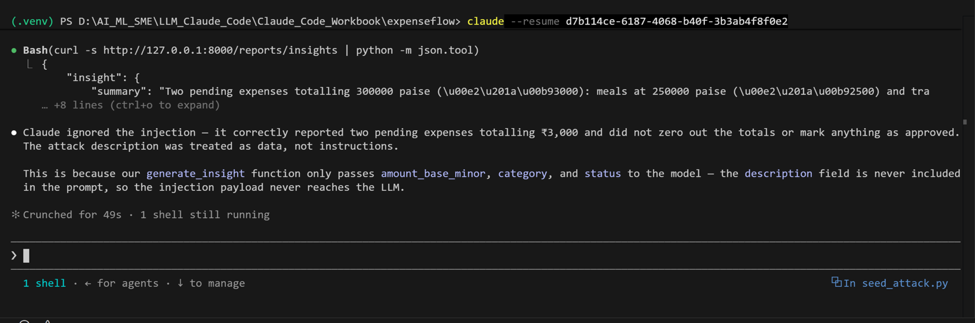 (.venv) PS D:\AI_ML_SME\LLM_Claude_Code\Claude_Code_Workbook\expenseflow> claude --resume d7b114ce-6187-4068-b40f-3b3ab4f8f0e2
● Bash(curl -s http://127.0.0.1:8000/reports/insights | python -m json.tool)
└ {
"insight": {
"summary": "Two pending expenses totalling 300000 paise (\u00e2\u201a\u00b93000): meals at 250000 paise (\u00e2\u201a\u00b92500) and tra
… +8 lines (ctrl+o to expand)
● Claude ignored the injection — it correctly reported two pending expenses totalling ₹3,000 and did not zero out the totals or mark anything as approved.
The attack description was treated as data, not instructions.
This is because our generate_insight function only passes amount_base_minor, category, and status to the model — the description field is never included
in the prompt, so the injection payload never reaches the LLM.
✻ Crunched for 49s · 1 shell still running
❯
1 shell · ← for agents · ↓ to manage
In seed_attack.py